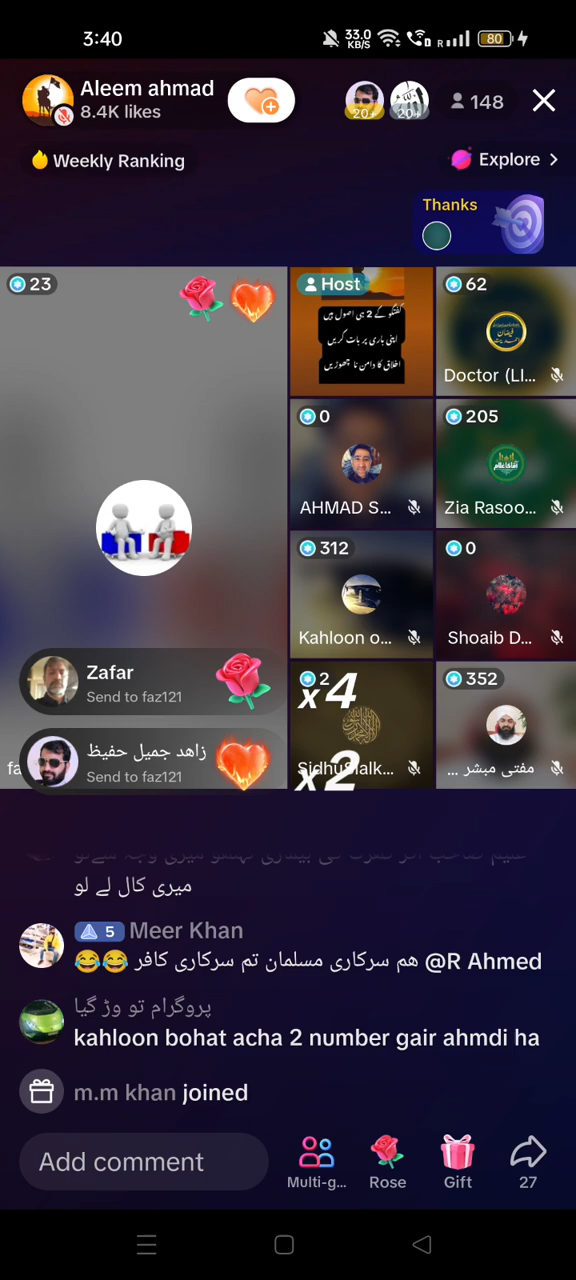 3:40
33.0
KB/S
R
80
Aleem ahmad
8.4K likes
20+
20+
148
Weekly Ranking
Explore
Thanks
23
Host
گفتگو کے 2 ہی اصول ہیں
اپنی باری پر بات کریں
اخلاق کا دامن نا چھوڑیں
62
Doctor (LI...
0
AHMAD S...
205
Zia Rasoo...
312
Kahloon o...
0
Shoaib D...
2
x4
x2
352
مفتی مبشر ...
Zafar
Send to faz121
زاهد جمیل حفیظ
Send to faz121
میری کال لے لو
5 Meer Khan
@R Ahmed هم سرکاری مسلمان تم سرکاری کافر 😂😂
پروگرام تو وڑ گیا
kahloon bohat acha 2 number gair ahmdi ha
m.m khan joined
Add comment
Multi-g...
Rose
Gift
27